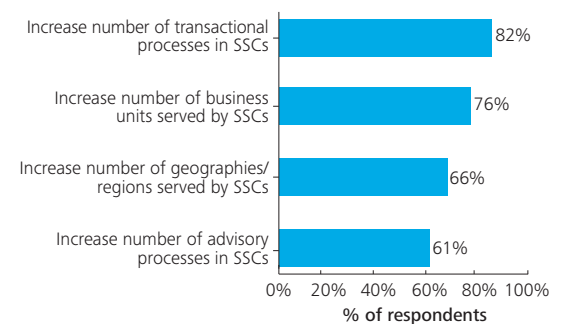 Increase number of transactional
processes in SSCs
82%
Increase number of business
units served by SSCs
76%
Increase number of geographies/
regions served by SSCs
66%
Increase number of advisory
processes in SSCs
61%
0% 20% 40% 60% 80% 100%
% of respondents